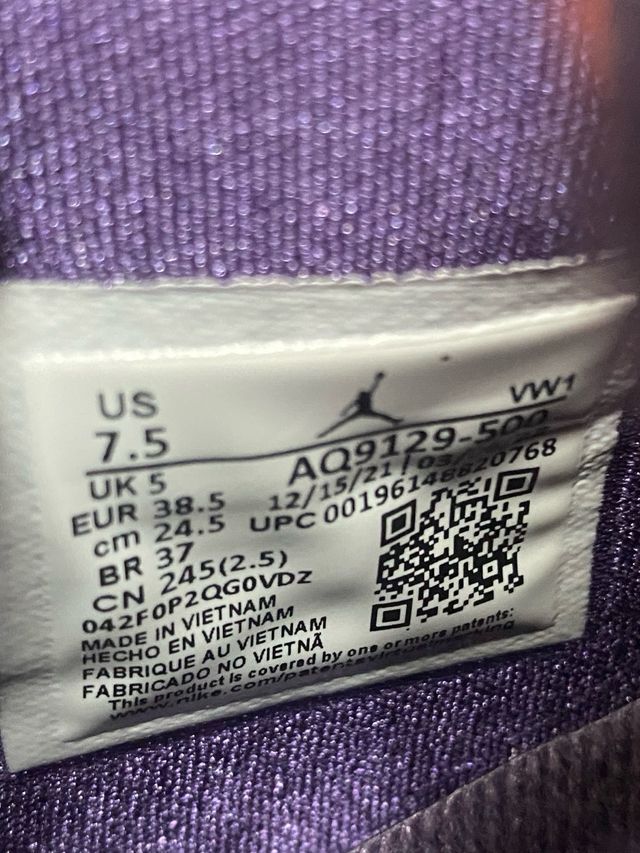 US
7.5
VW1
UK 5
EUR 38.5
cm 24.5
BR 37
CN 245(2.5)
AQ9129-500
12/15/21
UPC 00196148820768
042F0P2QG0VDZ
MADE IN VIETNAM
HECHO EN VIETNAM
FABRIQUE AU VIETNAM
FABRICADO NO VIETNÃ
This product is covered by one or more patents: